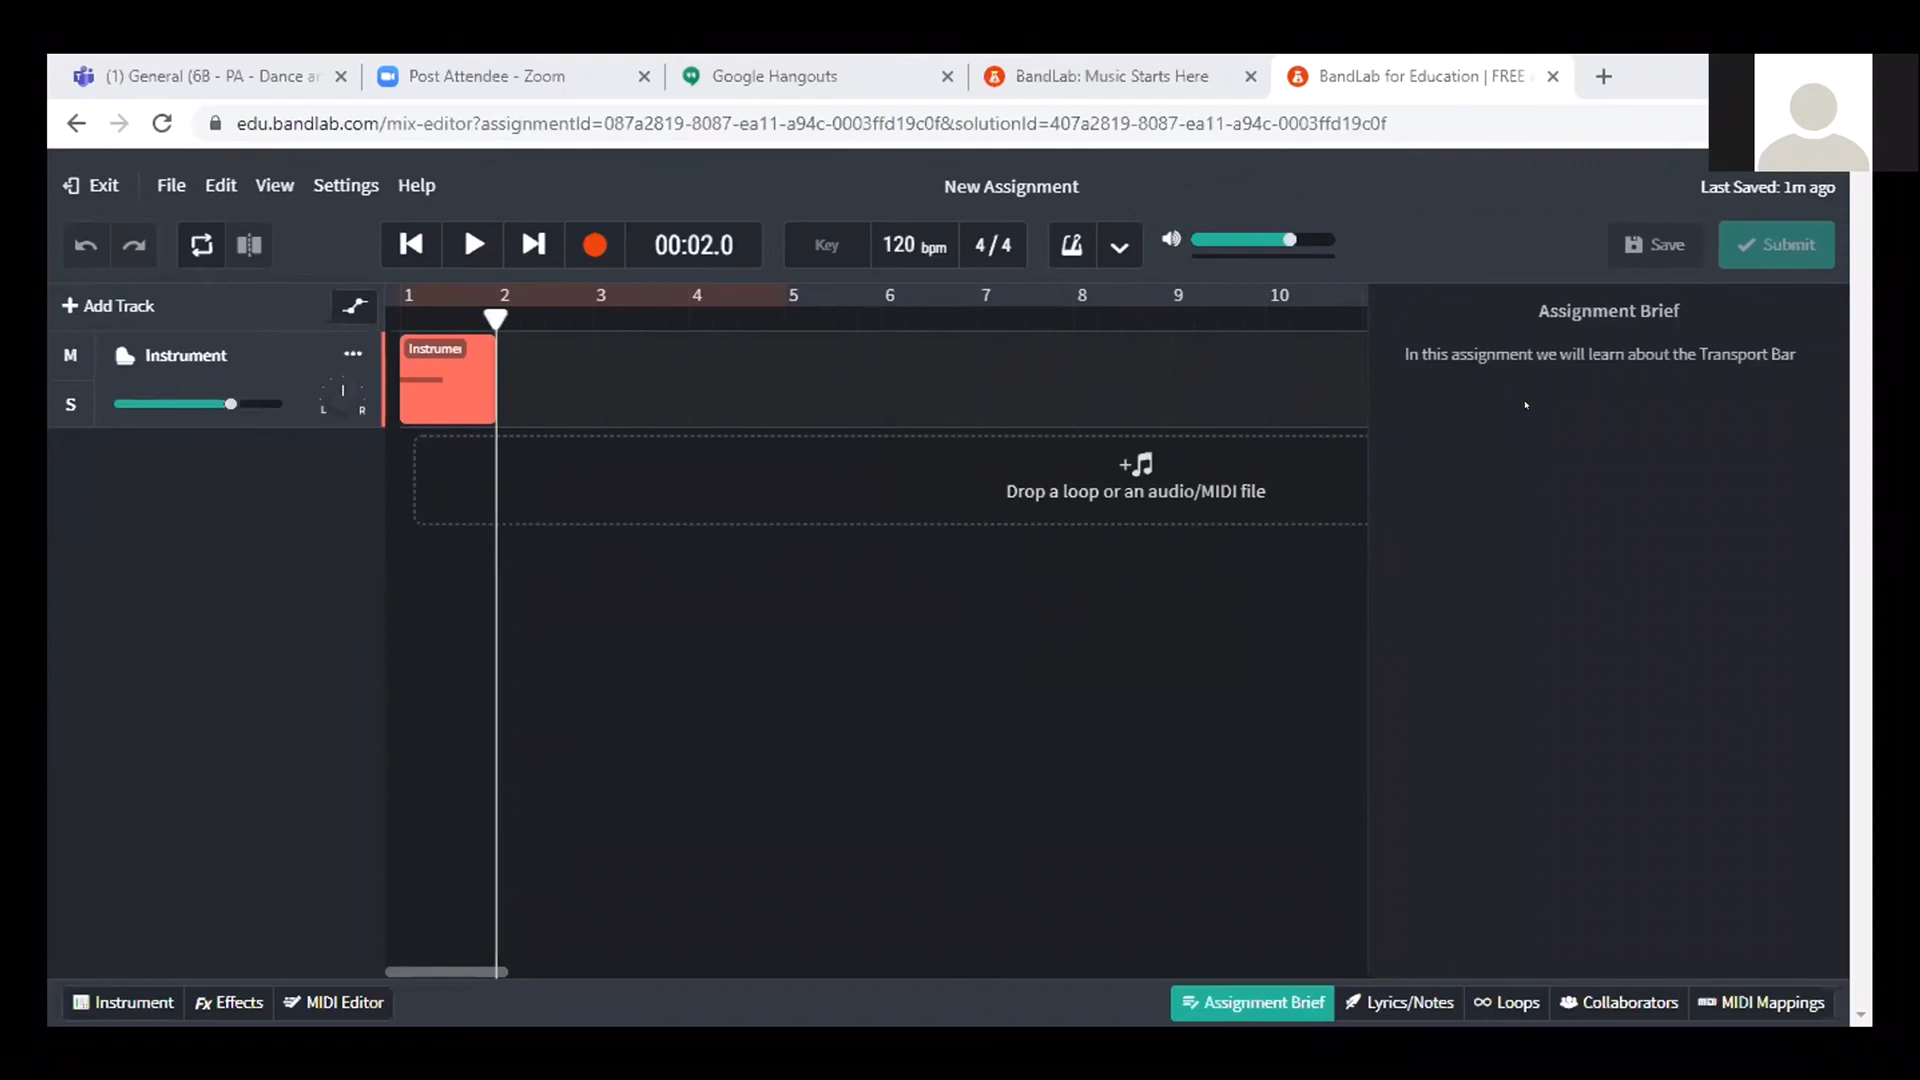 (1) General (6B - PA - Dance ar
Post Attendee - Zoom
Google Hangouts
BandLab: Music Starts Here
BandLab for Education | FREE
edu.bandlab.com/mix-editor?assignmentId=087a2819-8087-ea11-a94c-0003ffd19c0f&solutionId=407a2819-8087-ea11-a94c-0003ffd19c0f
Exit File Edit View Settings Help
New Assignment
Last Saved: 1m ago
00:02.0
Key
120 bpm
4/4
Save
Submit
+ Add Track
1 2 3 4 5 6 7 8 9 10
Assignment Brief
M
Instrument
Instrumer
In this assignment we will learn about the Transport Bar
S
L R
Drop a loop or an audio/MIDI file
Instrument
Fx Effects
MIDI Editor
Assignment Brief
Lyrics/Notes
Loops
Collaborators
MIDI Mappings